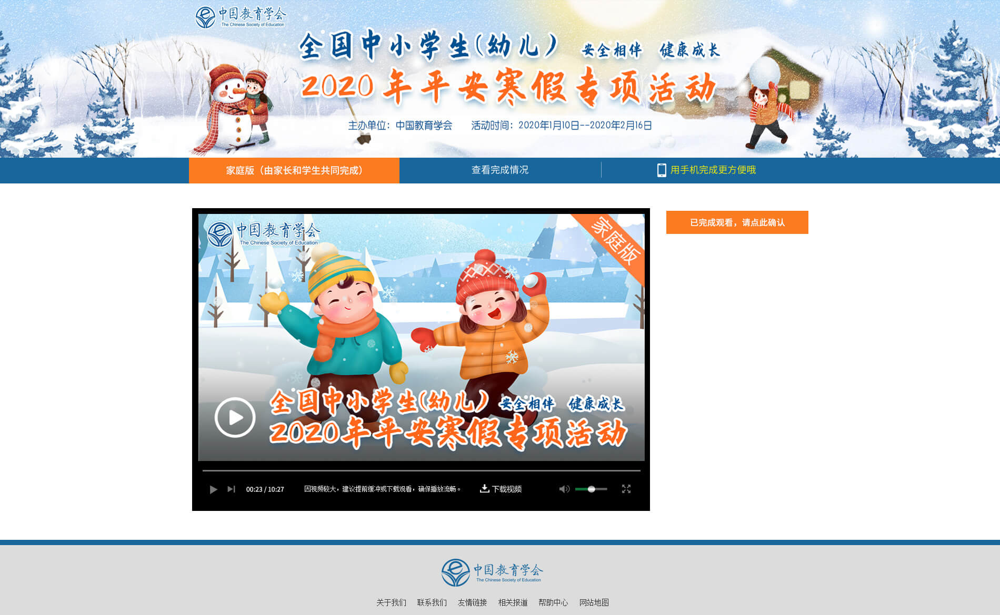 中国教育学会
The Chinese Society of Education
全国中小学生(幼儿) 安全相伴 健康成长
2020年平安寒假专项活动
主办单位：中国教育学会 活动时间：2020年1月10日--2020年2月16日
家庭版（由家长和学生共同完成） 查看完成情况 用手机完成更方便哦
中国教育学会
The Chinese Society of Education
家庭版
已完成观看，请点此确认
全国中小学生(幼儿) 安全相伴 健康成长
2020年平安寒假专项活动
00:23 / 10:27 因视频较大，建议提前缓冲或下载观看，确保播放流畅。 下载视频
中国教育学会
The Chinese Society of Education
关于我们 联系我们 友情链接 相关报道 帮助中心 网站地图